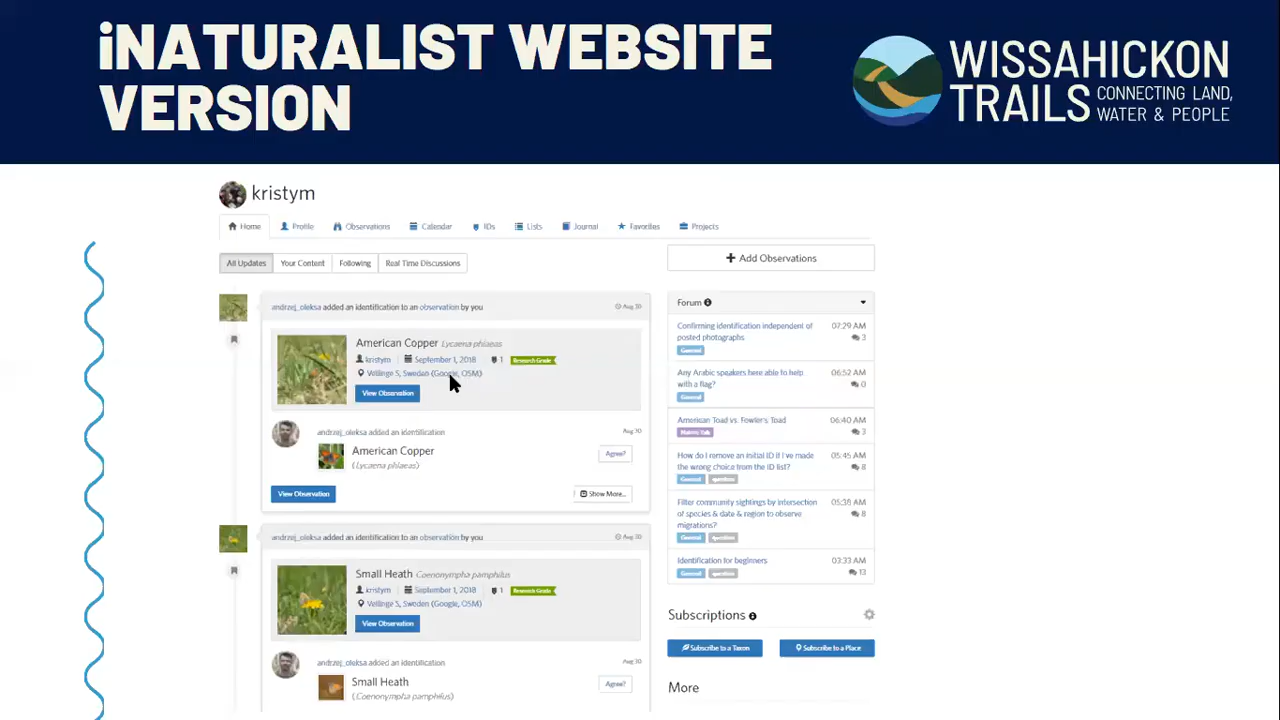 iNATURALIST WEBSITE
VERSION
WISSAHICKON
TRAILS CONNECTING LAND,
WATER & PEOPLE
kristym
Home Profile Observations Calendar IDs Lists Journal Favorites Projects
All Updates Your Content Following Real Time Discussions
Add Observations
andrzej_oleksa added an identification to an observation by you Aug 30
American Copper Lycaena phlaeas
kristym September 1, 2018 1 Research Grade
Vellinge S, Sweden (Google, OSM)
View Observation
andrzej_oleksa added an identification Aug 30
American Copper
(Lycaena phlaeas)
Agree?
View Observation Show More...
andrzej_oleksa added an identification to an observation by you Aug 30
Small Heath Coenonympha pamphilus
kristym September 1, 2018 1 Research Grade
Vellinge S, Sweden (Google, OSM)
View Observation
andrzej_oleksa added an identification Aug 30
Small Heath
(Coenonympha pamphilus)
Agree?
Forum
Confirming identification independent of 07:29 AM
posted photographs 3
General
Any Arabic speakers here able to help 06:52 AM
with a flag? 0
General
American Toad vs. Fowler's Toad 06:40 AM
Nature Talk 3
How do I remove an initial ID if I've made 05:45 AM
the wrong choice from the ID list? 8
General question
Filter community sightings by intersection 05:38 AM
of species & date & region to observe 8
migrations?
General question
Identification for beginners 03:33 AM
General question 13
Subscriptions
Subscribe to a Taxon Subscribe to a Place
More